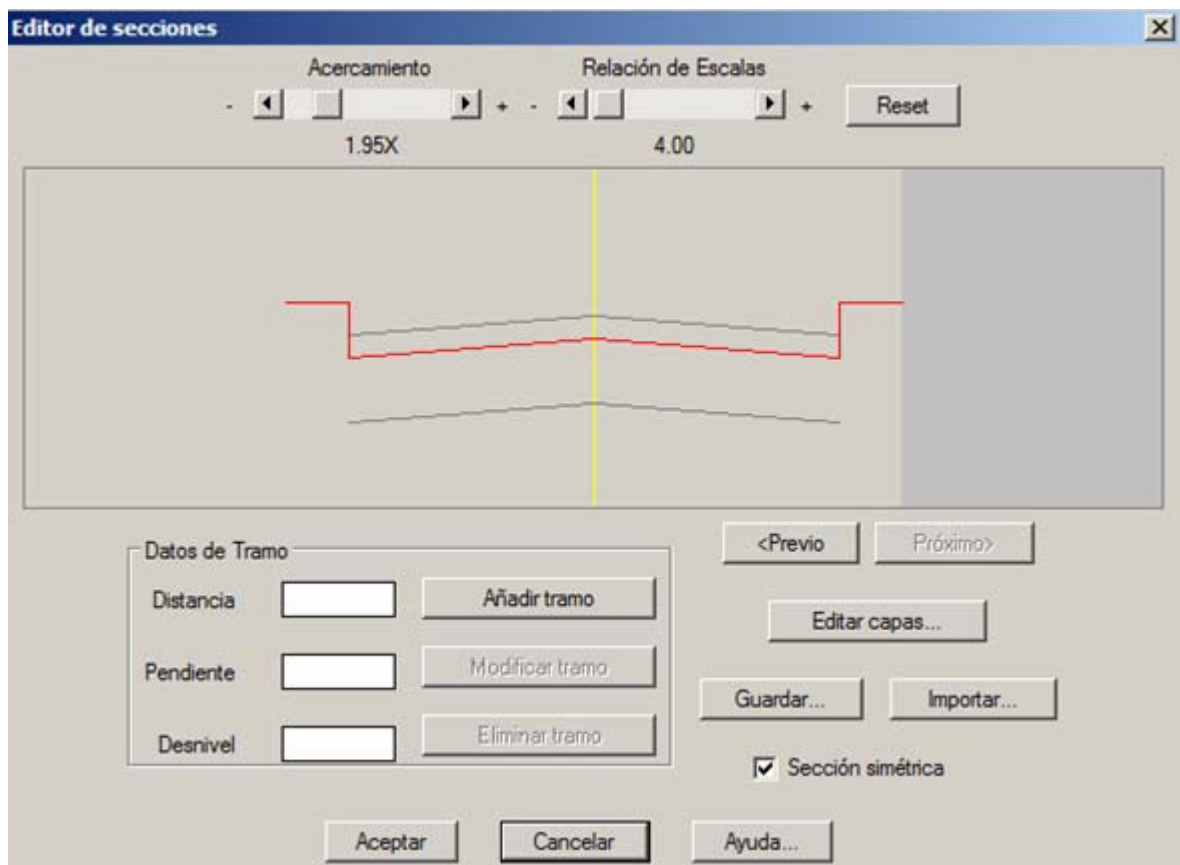 Editor de secciones
Acercamiento
Relación de Escalas
- + - +
Reset
1.95X
4.00
<Previo
Próximo>
Datos de Tramo
Distancia
Añadir tramo
Editar capas...
Pendiente
Modificar tramo
Guardar...
Importar...
Desnivel
Eliminar tramo
Sección simétrica
Aceptar
Cancelar
Ayuda...